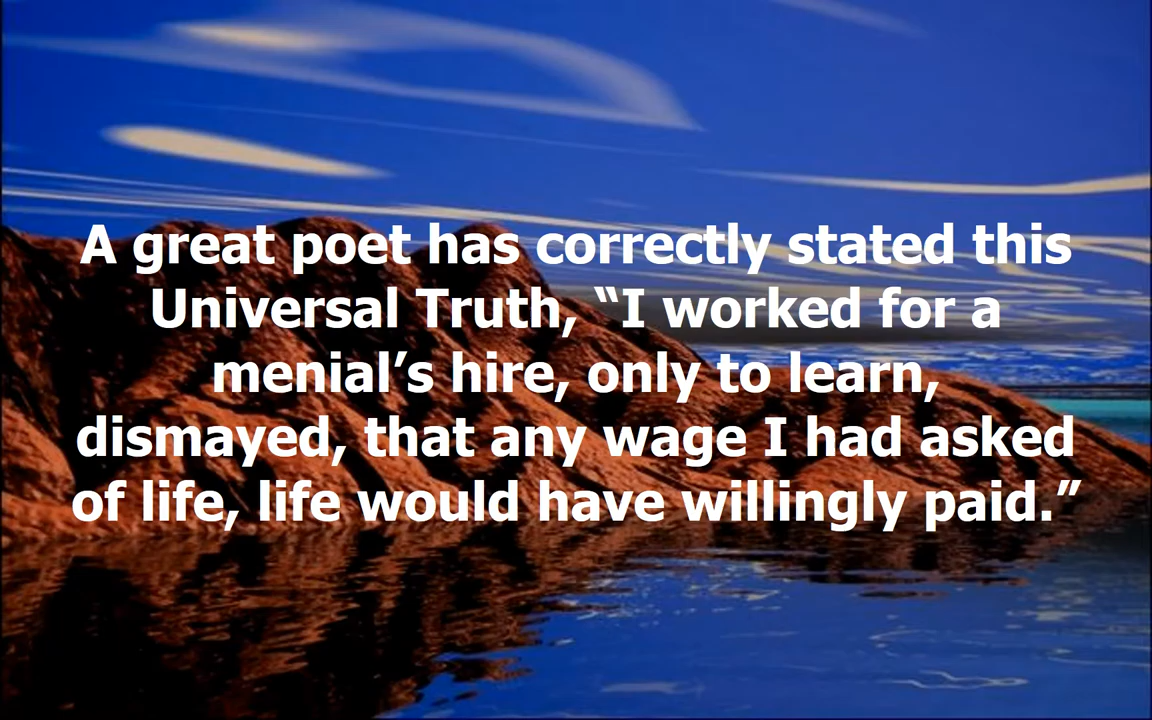 A great poet has correctly stated this
Universal Truth, “I worked for a
menial’s hire, only to learn,
dismayed, that any wage I had asked
of life, life would have willingly paid.”